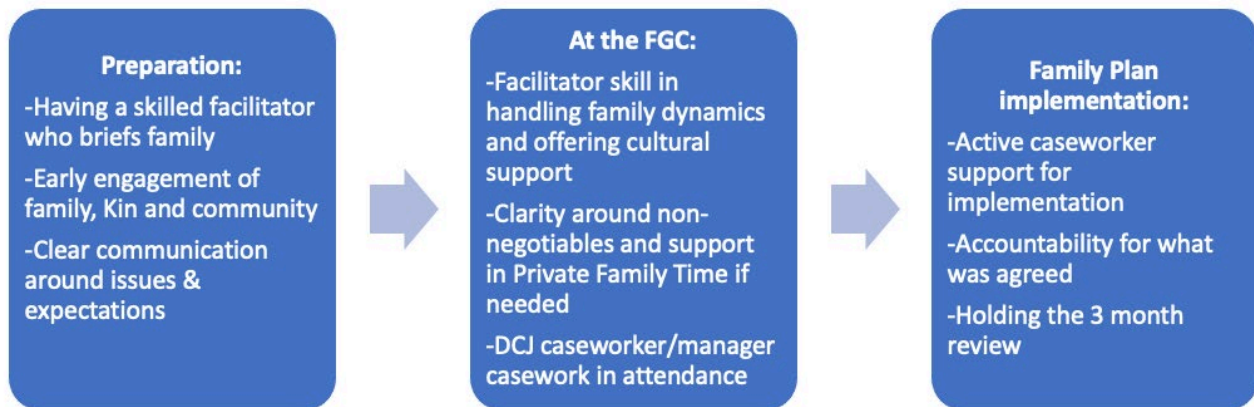 Preparation:
-Having a skilled facilitator
who briefs family
-Early engagement of
family, Kin and community
-Clear communication
around issues &
expectations
At the FGC:
-Facilitator skill in
handling family dynamics
and offering cultural
support
-Clarity around non-
negotiables and support
in Private Family Time if
needed
-DCJ caseworker/manager
casework in attendance
Family Plan
implementation:
-Active caseworker
support for
implementation
-Accountability for what
was agreed
-Holding the 3 month
review